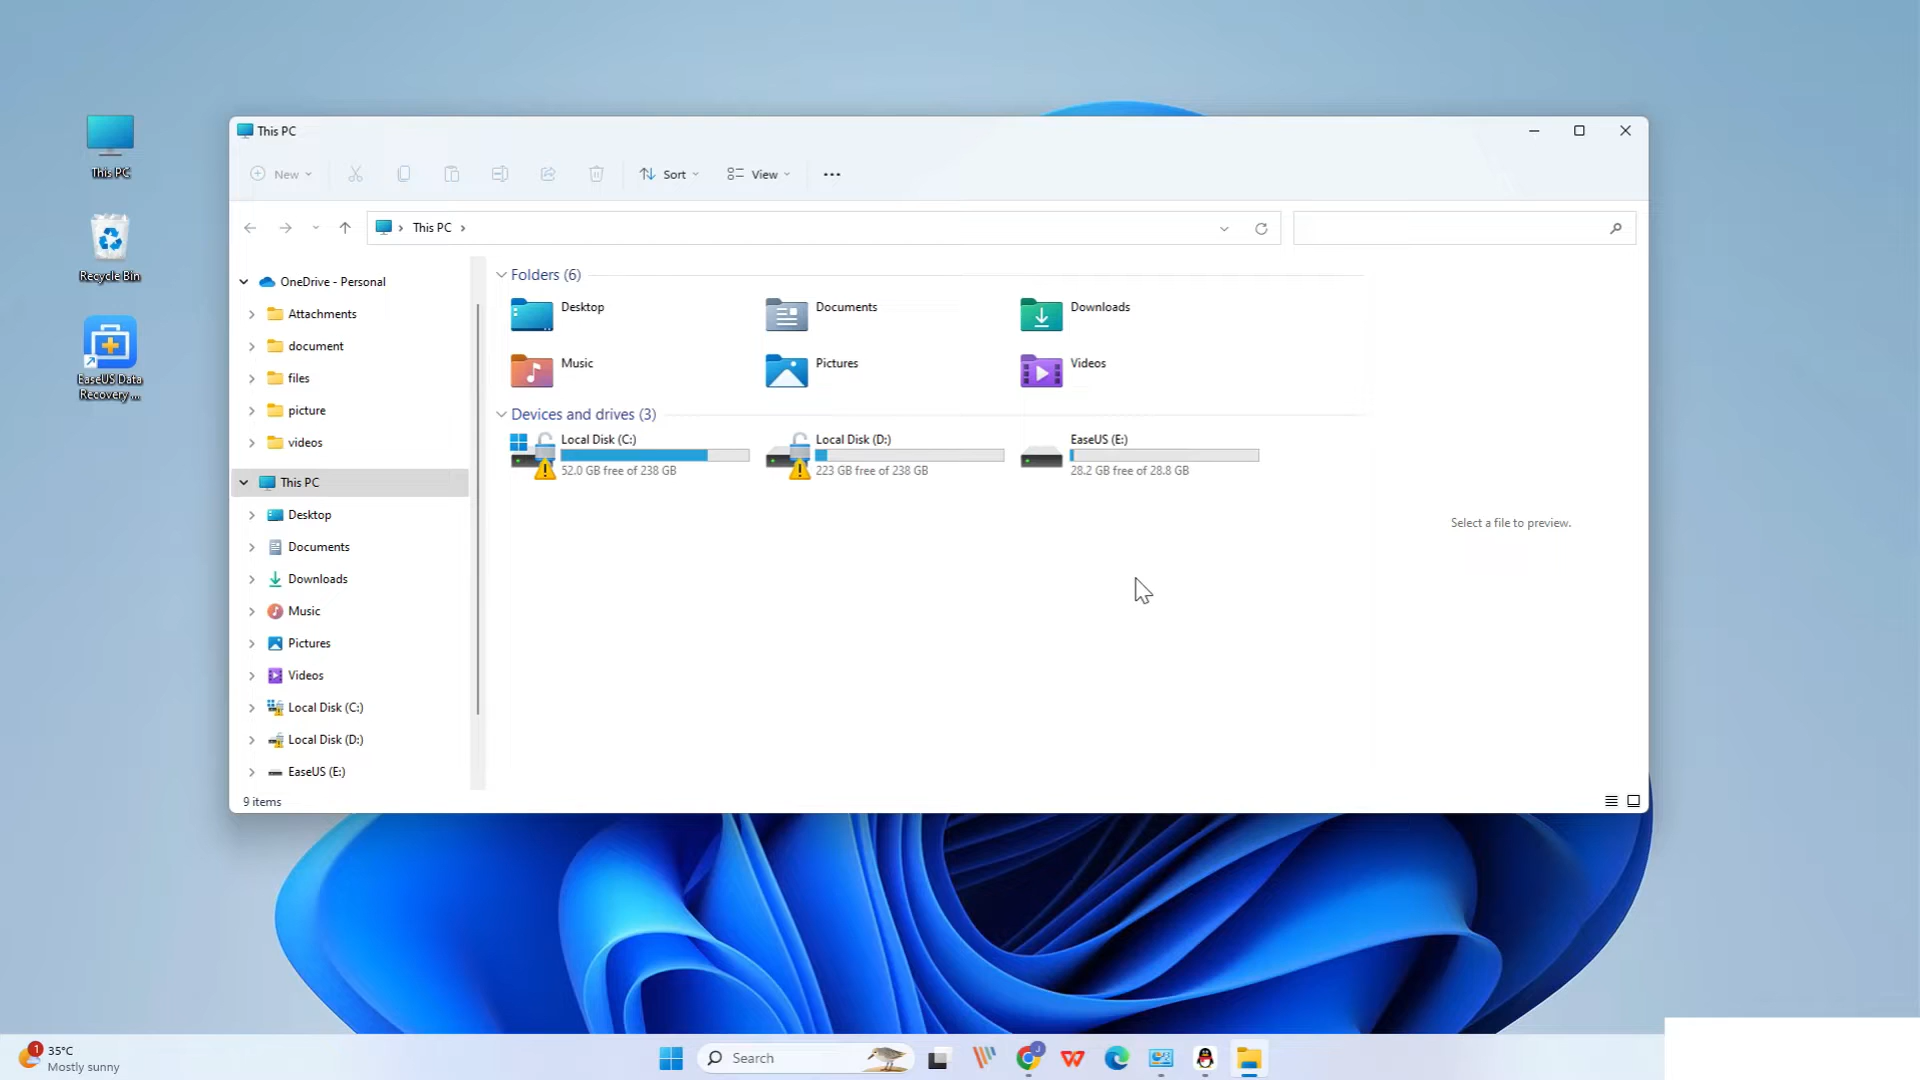 This PC
Recycle Bin
EaseUS Data
Recovery ...
This PC
New
Sort
View
This PC
OneDrive - Personal
Attachments
document
files
picture
videos
This PC
Desktop
Documents
Downloads
Music
Pictures
Videos
Local Disk (C:)
Local Disk (D:)
EaseUS (E:)
Folders (6)
Desktop
Documents
Downloads
Music
Pictures
Videos
Devices and drives (3)
Local Disk (C:)
52.0 GB free of 238 GB
Local Disk (D:)
223 GB free of 238 GB
EaseUS (E:)
28.2 GB free of 28.8 GB
Select a file to preview.
9 items
1
35°C
Mostly sunny
Search
J